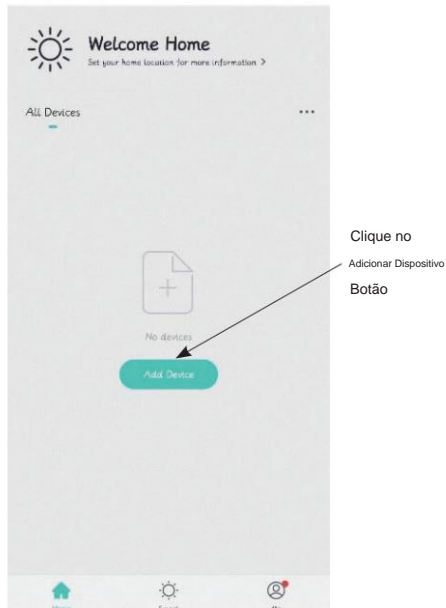 Welcome Home
Set your home location for more information >
All Devices
...
Clique no
Adicionar Dispositivo
Botão
No devices
Add Device